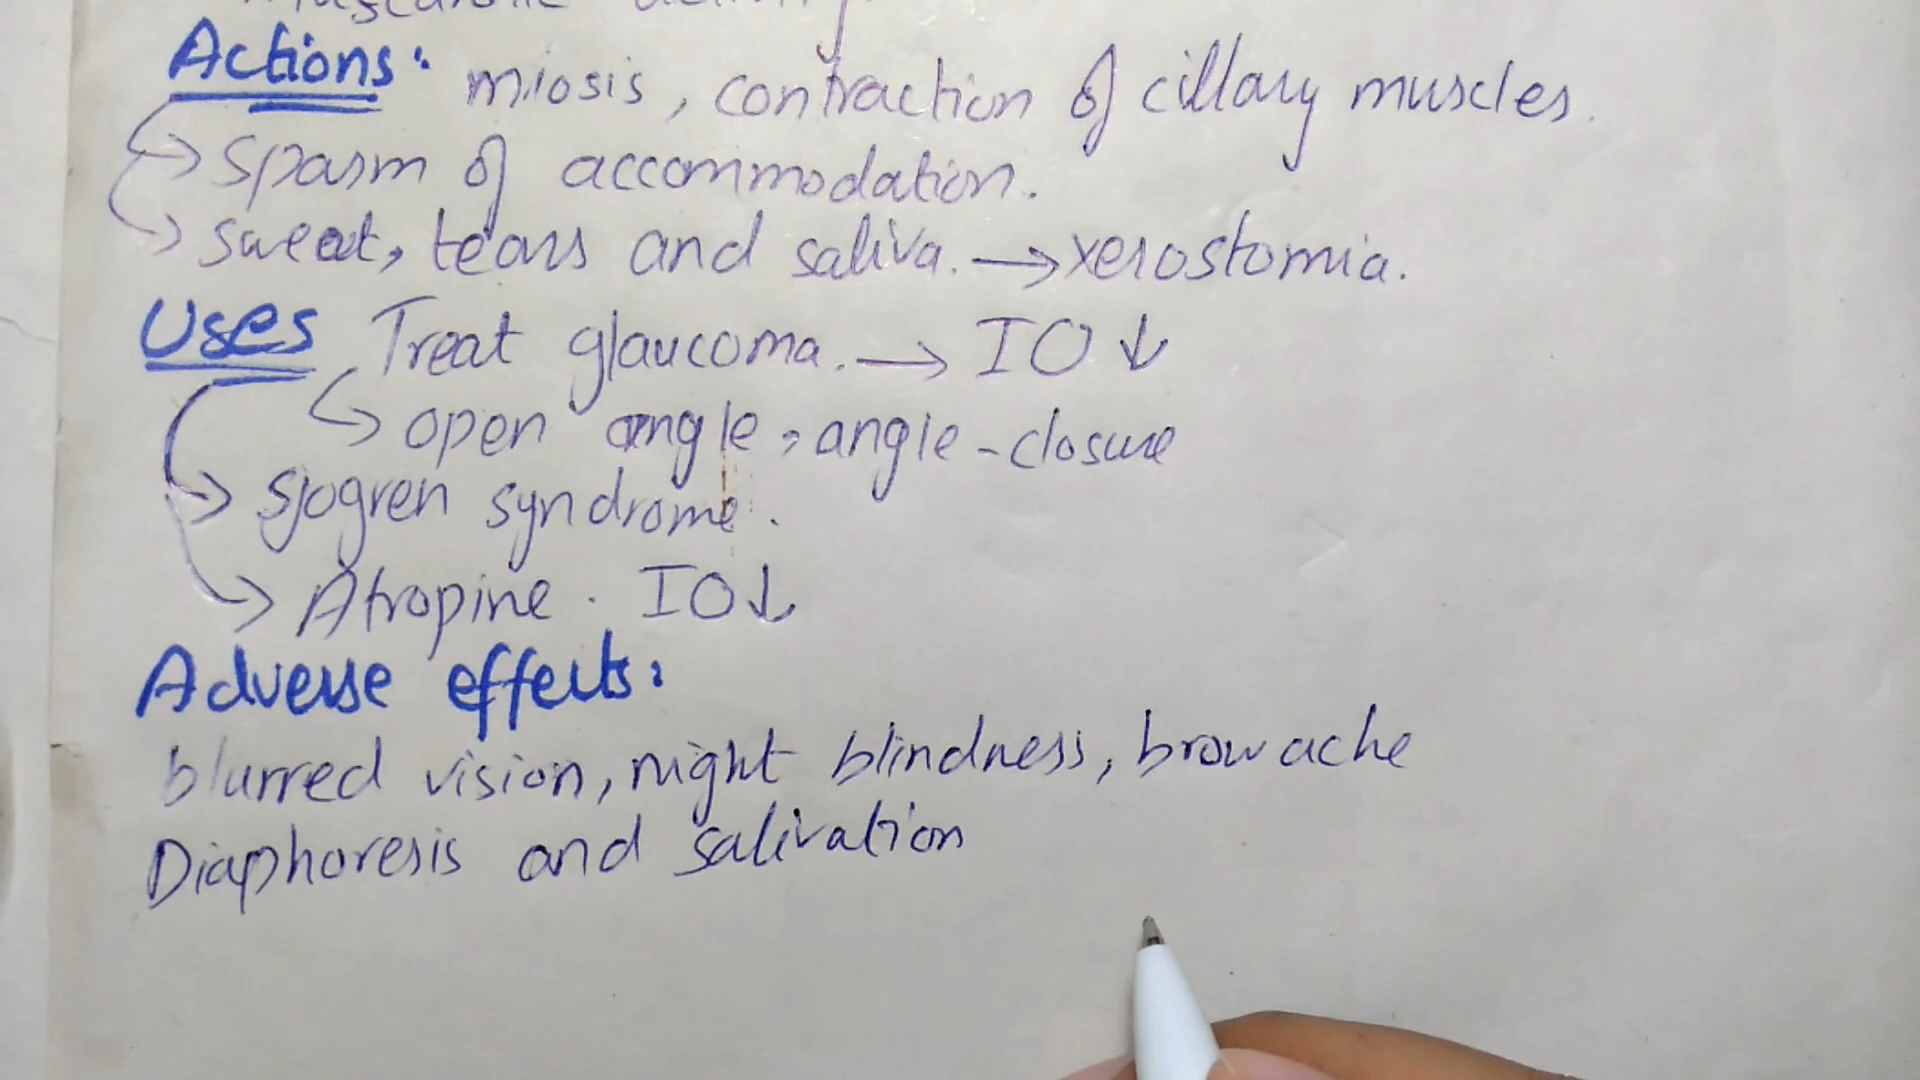 Actions: miosis, contraction of cillary muscles.
→ spasm of accommodation.
→ sweat, tears and saliva. → xerostomia.
Uses Treat glaucoma. → IO ↓
↳ open angle, angle-closure
→ Sjogren syndrome.
→ Atropine. IO↓
Adverse effects:
blurred vision, night blindness, brow ache
Diaphoresis and salivation